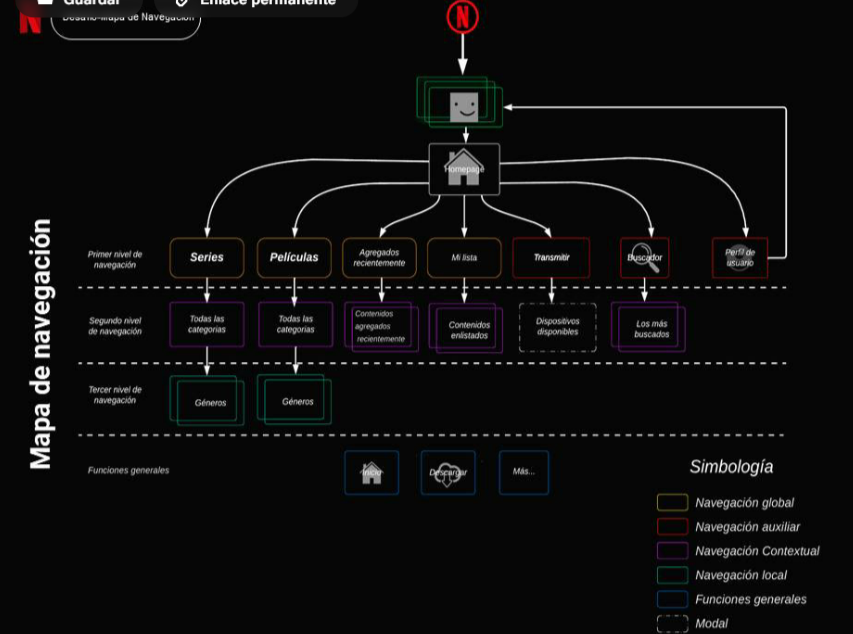 Guardar
Enlace permanente
N
Desafío-Mapa de Navegación
N
Homepage
Mapa de navegación
Primer nivel de
navegación
Series
Películas
Agregados
recientemente
Mi lista
Transmitir
Buscador
Perfil de
usuario
Segundo nivel
de navegación
Todas las
categorias
Todas las
categorias
Contenidos
agregados
recientemente
Contenidos
enlistados
Dispositivos
disponibles
Los más
buscados
Tercer nivel de
navegación
Géneros
Géneros
Funciones generales
Inicio
Descargar
Más...
Simbología
Navegación global
Navegación auxiliar
Navegación Contextual
Navegación local
Funciones generales
Modal